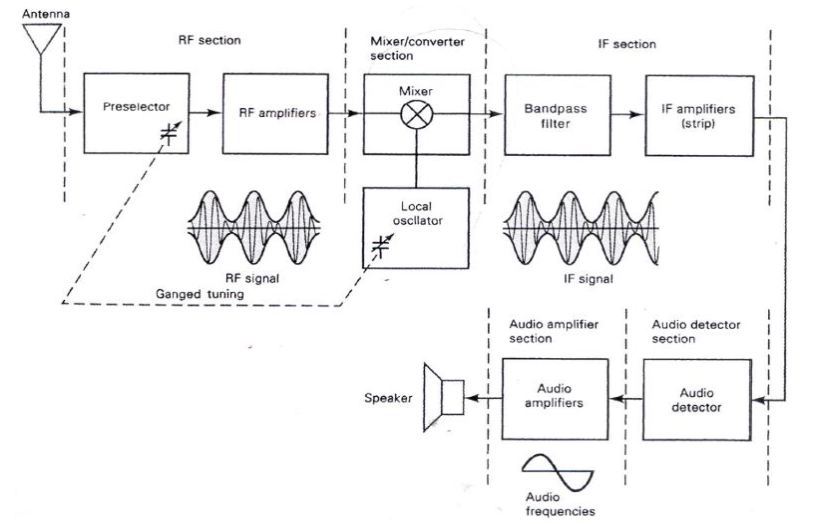 Antenna
RF section
Mixer/converter
section
IF section
Preselector
RF amplifiers
Mixer
Bandpass
filter
IF amplifiers
(strip)
Local
oscllator
RF signal
IF signal
Ganged tuning
Audio amplifier
section
Audio detector
section
Speaker
Audio
amplifiers
Audio
detector
Audio
frequencies